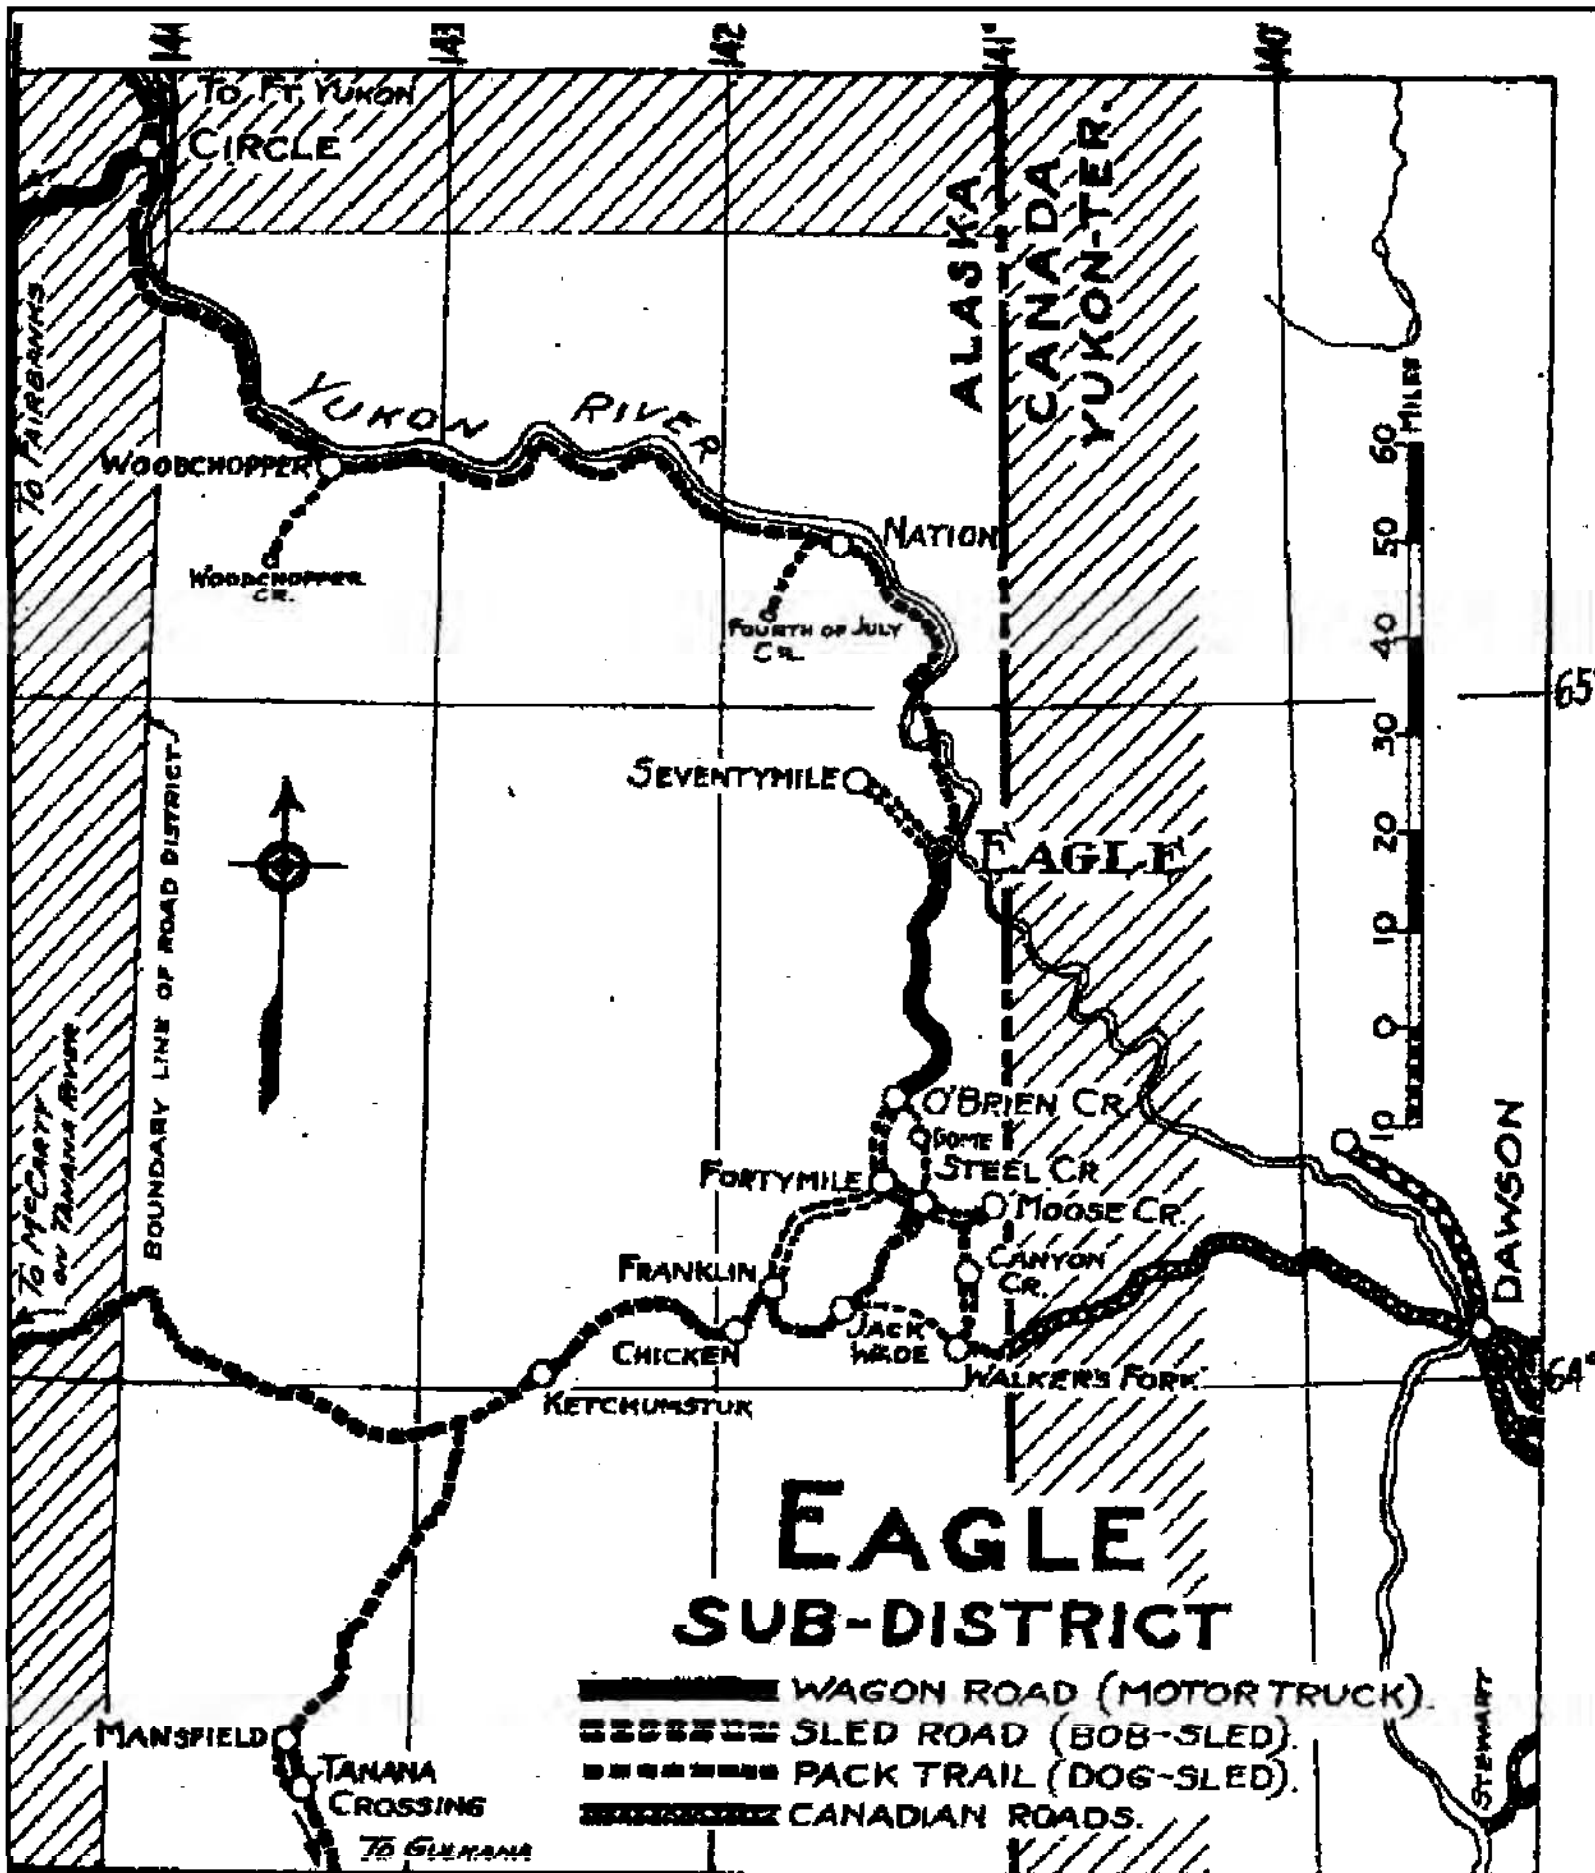 144
143
142
141°
140
TO FT. YUKON
CIRCLE
ALASKA
CANADA
YUKON-TER.
TO FAIRBANKS
YUKON RIVER
WOODCHOPPER
WOODCHOPPER
CR.
NATION
FOURTH OF JULY
CR.
MILES
60
50
40
30
20
10
0
10
65°
SEVENTYMILE
EAGLE
BOUNDARY LINE OF ROAD DISTRICT
TO McCARTY
ON TANANA RIVER
O'BRIEN CR.
DOME
STEEL CR.
FORTYMILE
MOOSE CR.
CANYON
CR.
FRANKLIN
JACK
WADE
CHICKEN
WALKER'S FORK
KETCHUMSTUK
DAWSON
64°
EAGLE
SUB-DISTRICT
WAGON ROAD (MOTOR TRUCK).
SLED ROAD (BOB-SLED).
PACK TRAIL (DOG-SLED).
CANADIAN ROADS.
STEWART
MANSFIELD
TANANA
CROSSING
TO GULKANA